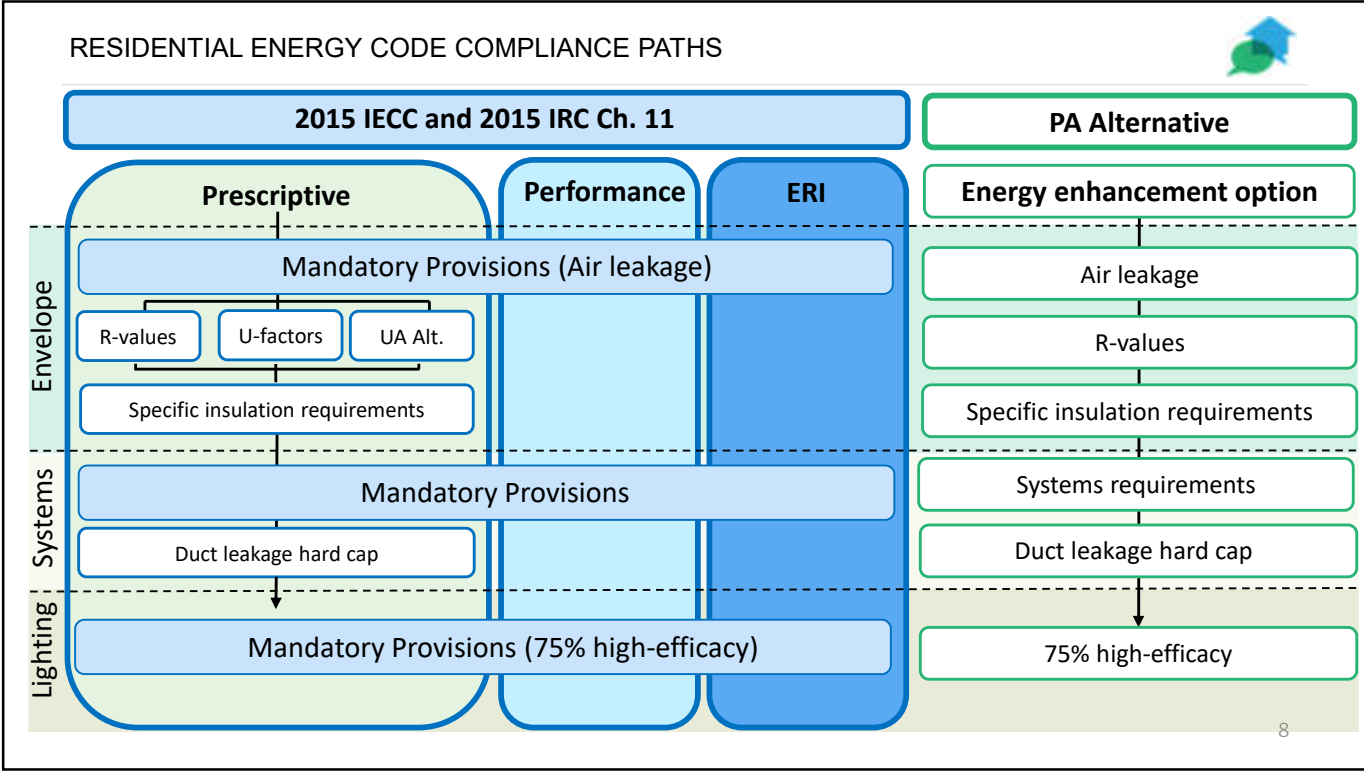 RESIDENTIAL ENERGY CODE COMPLIANCE PATHS
2015 IECC and 2015 IRC Ch. 11
PA Alternative
Prescriptive
Performance
ERI
Energy enhancement option
Envelope
Mandatory Provisions (Air leakage)
R-values
U-factors
UA Alt.
Specific insulation requirements
Air leakage
R-values
Specific insulation requirements
Systems
Mandatory Provisions
Duct leakage hard cap
Systems requirements
Duct leakage hard cap
Lighting
Mandatory Provisions (75% high-efficacy)
75% high-efficacy
8